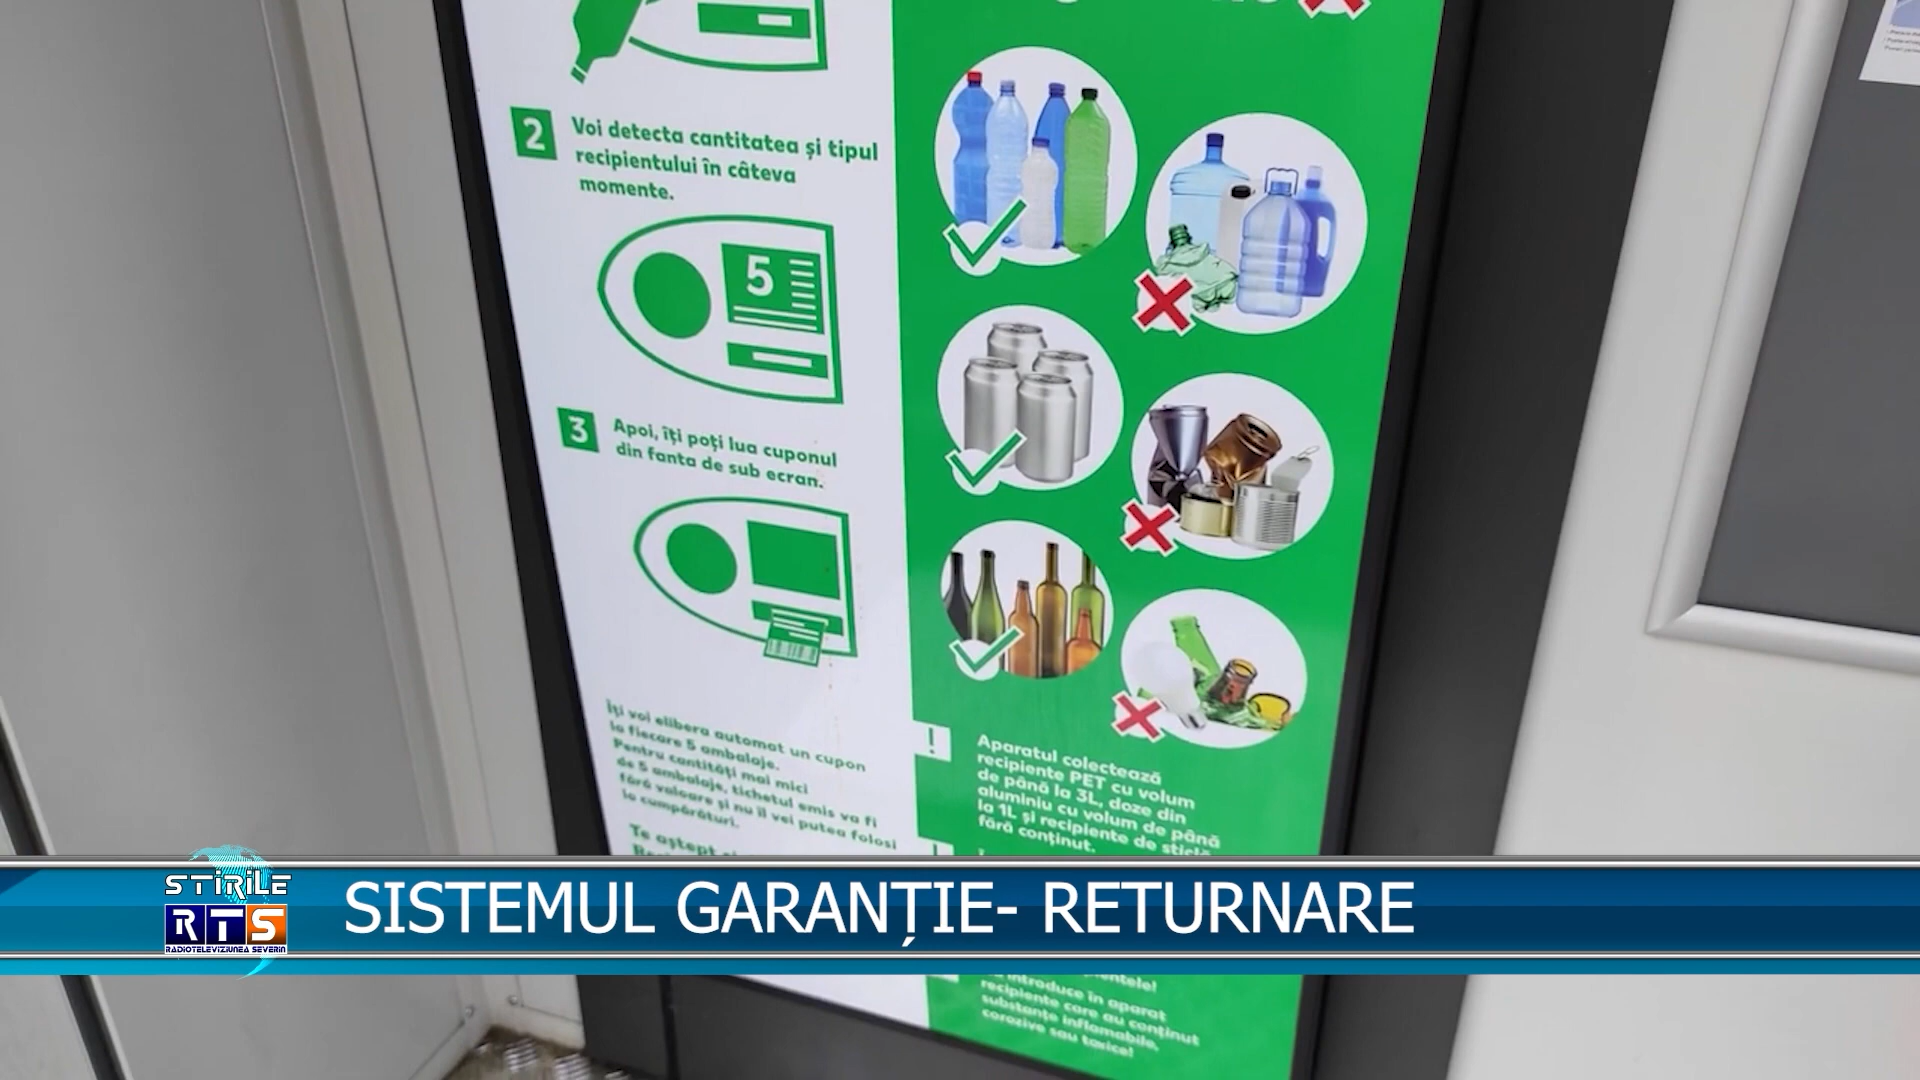 2
Voi detecta cantitatea și tipul
recipientului în câteva
momente.
5
3
Apoi, îți poți lua cuponul
din fanta de sub ecran.
Îți voi elibera automat un cupon
la fiecare 5 ambalaje.
Pentru cantități mai mici
de 5 ambalaje, tichetul emis va fi
fără valoare și nu îl vei putea folosi
la cumpărături.
Te aștept
!
Aparatul colectează
recipiente PET cu volum
de până la 3L, doze din
aluminiu cu volum de până
la 1L și recipiente de sticlă
fără conținut.
introduce în aparat
recipiente care au conținut
substanțe inflamabile,
corozive sau toxice!
STIRILE
RTS
RADIOTELEVIZIUNEA SEVERIN
SISTEMUL GARANȚIE- RETURNARE